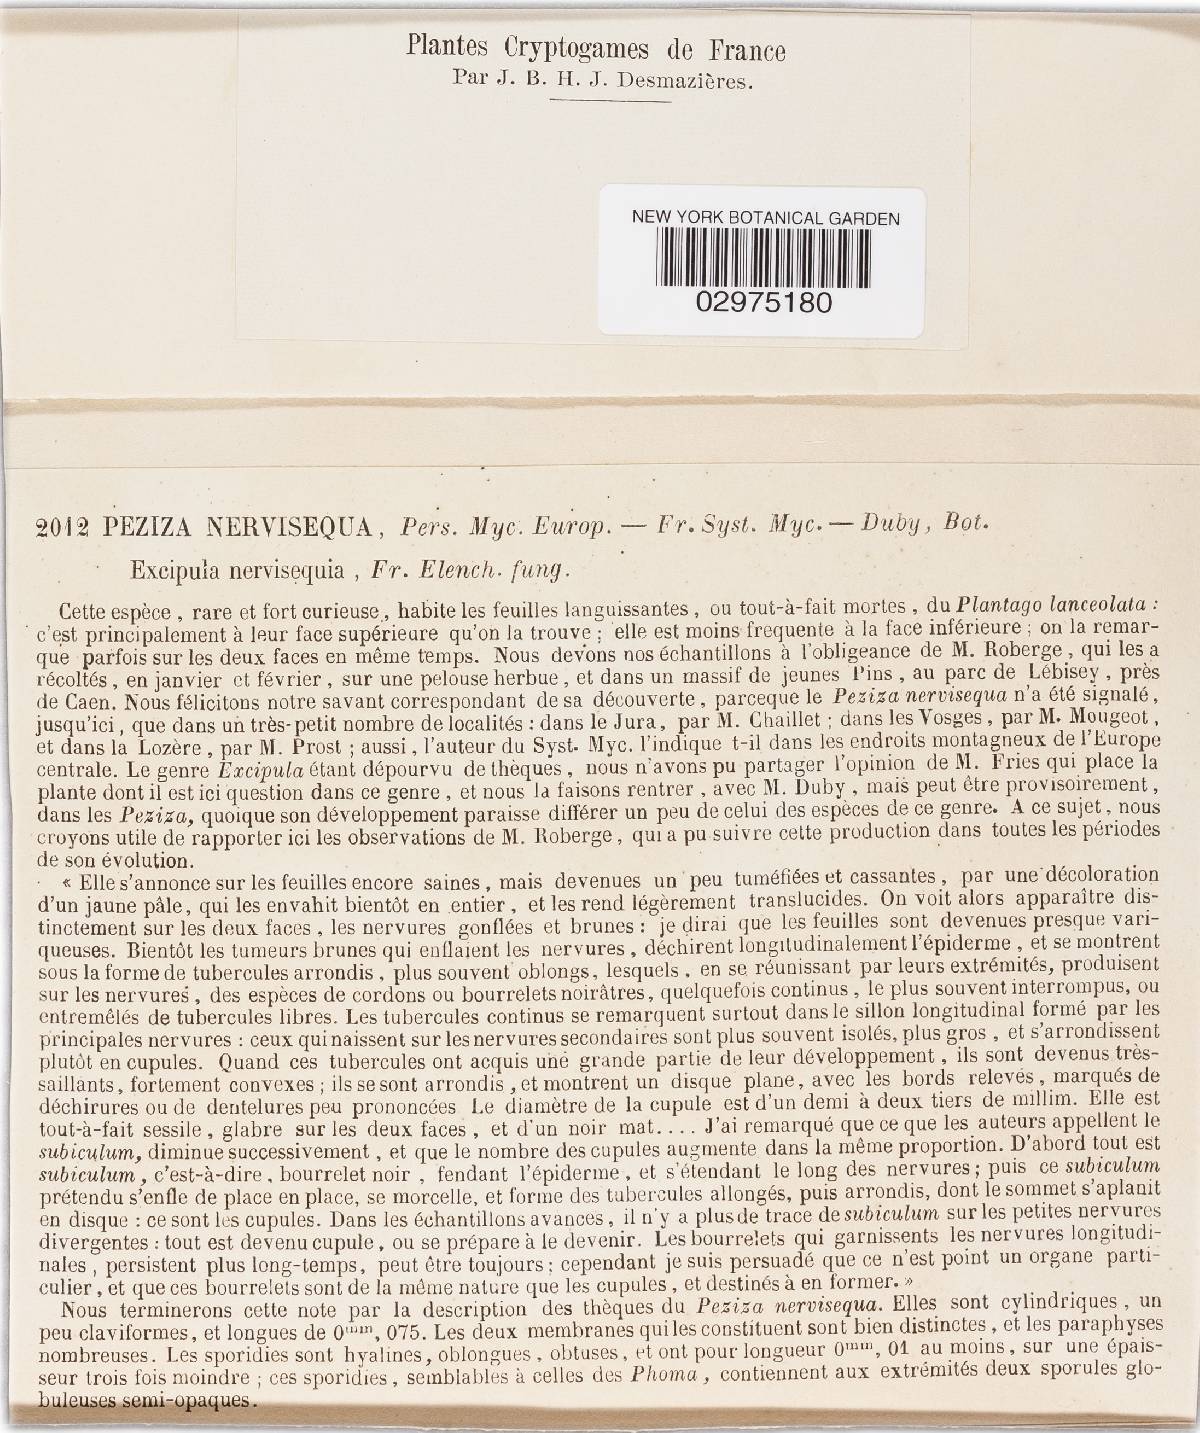 Plantes Cryptogames de France
Par J. B. H. J. Desmazières.
NEW YORK BOTANICAL GARDEN
02975180
2012 PEZIZA NERVISEQUA, Pers. Myc. Europ. — Fr. Syst. Myc. — Duby, Bot.
Excipula nervisequia , Fr. Elench. fung.
Cette espèce , rare et fort curieuse , habite les feuilles languissantes , ou tout-à-fait mortes , du Plantago lanceolata :
c'est principalement à leur face supérieure qu'on la trouve ; elle est moins frequente à la face inférieure ; on la remar-
que parfois sur les deux faces en même temps. Nous devons nos échantillons à l'obligeance de M. Roberge , qui les a
récoltés , en janvier et février , sur une pelouse herbue , et dans un massif de jeunes Pins , au parc de Lébisey , près
de Caen. Nous félicitons notre savant correspondant de sa découverte , parceque le Peziza nervisequa n'a été signalé ,
jusqu'ici , que dans un très-petit nombre de localités : dans le Jura, par M. Chaillet ; dans les Vosges , par M. Mougeot ,
et dans la Lozère , par M. Prost ; aussi , l'auteur du Syst. Myc. l'indique t-il dans les endroits montagneux de l'Europe
centrale. Le genre Excipula étant dépourvu de thèques , nous n'avons pu partager l'opinion de M. Fries qui place la
plante dont il est ici question dans ce genre , et nous la faisons rentrer , avec M. Duby , mais peut être provisoirement ,
dans les Peziza, quoique son développement paraisse différer un peu de celui des espèces de ce genre. A ce sujet , nous
croyons utile de rapporter ici les observations de M. Roberge , qui a pu suivre cette production dans toutes les périodes
de son évolution.
« Elle s'annonce sur les feuilles encore saines , mais devenues un peu tuméfiées et cassantes , par une décoloration
d'un jaune pâle , qui les envahit bientôt en entier , et les rend légèrement translucides. On voit alors apparaître dis-
tinctement sur les deux faces , les nervures gonflées et brunes : je dirai que les feuilles sont devenues presque vari-
queuses. Bientôt les tumeurs brunes qui enflaient les nervures , déchirent longitudinalement l'épiderme , et se montrent
sous la forme de tubercules arrondis , plus souvent oblongs, lesquels , en se réunissant par leurs extrémités, produisent
sur les nervures , des espèces de cordons ou bourrelets noirâtres, quelquefois continus , le plus souvent interrompus, ou
entremêlés de tubercules libres. Les tubercules continus se remarquent surtout dans le sillon longitudinal formé par les
principales nervures : ceux qui naissent sur les nervures secondaires sont plus souvent isolés, plus gros , et s'arrondissent
plutôt en cupules. Quand ces tubercules ont acquis une grande partie de leur développement , ils sont devenus très-
saillants , fortement convexes ; ils se sont arrondis , et montrent un disque plane, avec les bords relevés , marqués de
déchirures ou de dentelures peu prononcées Le diamètre de la cupule est d'un demi à deux tiers de millim. Elle est
tout-à-fait sessile , glabre sur les deux faces , et d'un noir mat.... J'ai remarqué que ce que les auteurs appellent le
subiculum, diminue successivement , et que le nombre des cupules augmente dans la même proportion. D'abord tout est
subiculum , c'est-à-dire , bourrelet noir , fendant l'épiderme , et s'étendant le long des nervures ; puis ce subiculum
prétendu s'enfle de place en place, se morcelle, et forme des tubercules allongés, puis arrondis, dont le sommet s'aplanit
en disque : ce sont les cupules. Dans les échantillons avancés , il n'y a plus de trace de subiculum sur les petites nervures
divergentes : tout est devenu cupule , ou se prépare à le devenir. Les bourrelets qui garnissents les nervures longitudi-
nales , persistent plus long-temps, peut être toujours ; cependant je suis persuadé que ce n'est point un organe parti-
culier , et que ces bourrelets sont de la même nature que les cupules , et destinés à en former. »
Nous terminerons cette note par la description des thèques du Peziza nervisequa. Elles sont cylindriques , un
peu claviformes, et longues de 0mm, 075. Les deux membranes qui les constituent sont bien distinctes , et les paraphyses
nombreuses. Les sporidies sont hyalines, oblongues , obtuses, et ont pour longueur 0mm, 01 au moins , sur une épais-
seur trois fois moindre ; ces sporidies , semblables à celles des Phoma , contiennent aux extrémités deux sporules glo-
buleuses semi-opaques.